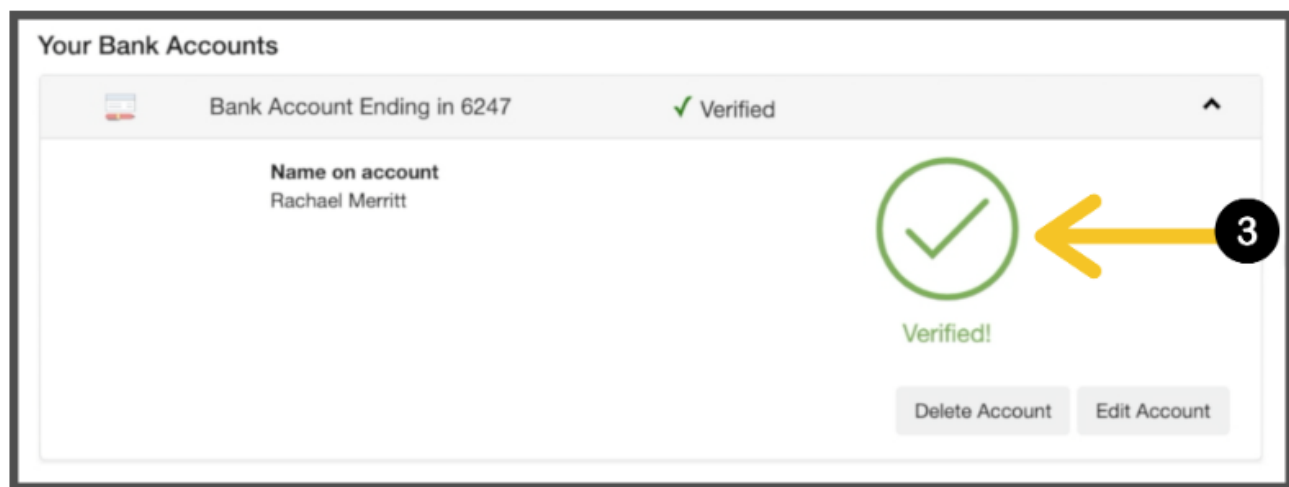 Your Bank Accounts
Bank Account Ending in 6247 ✓ Verified
Name on account
Rachael Merritt
3
Verified!
Delete Account Edit Account